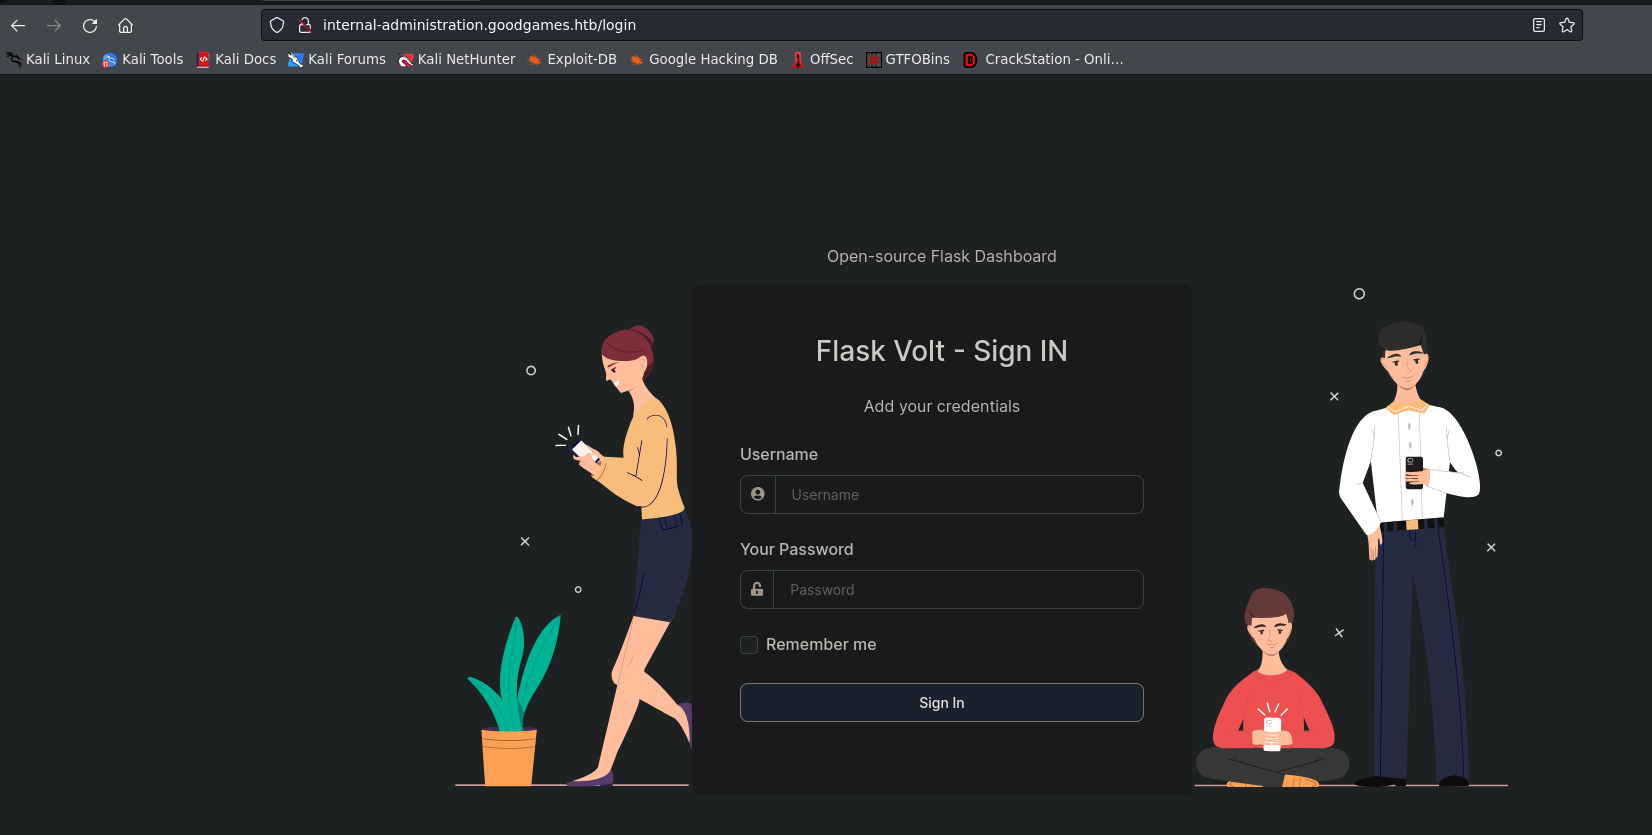 internal-administration.goodgames.htb/login
Kali Linux Kali Tools Kali Docs Kali Forums Kali NetHunter Exploit-DB Google Hacking DB OffSec GTFOBins CrackStation - Onli...
Open-source Flask Dashboard
Flask Volt - Sign IN
Add your credentials
Username
Username
Your Password
Password
Remember me
Sign In